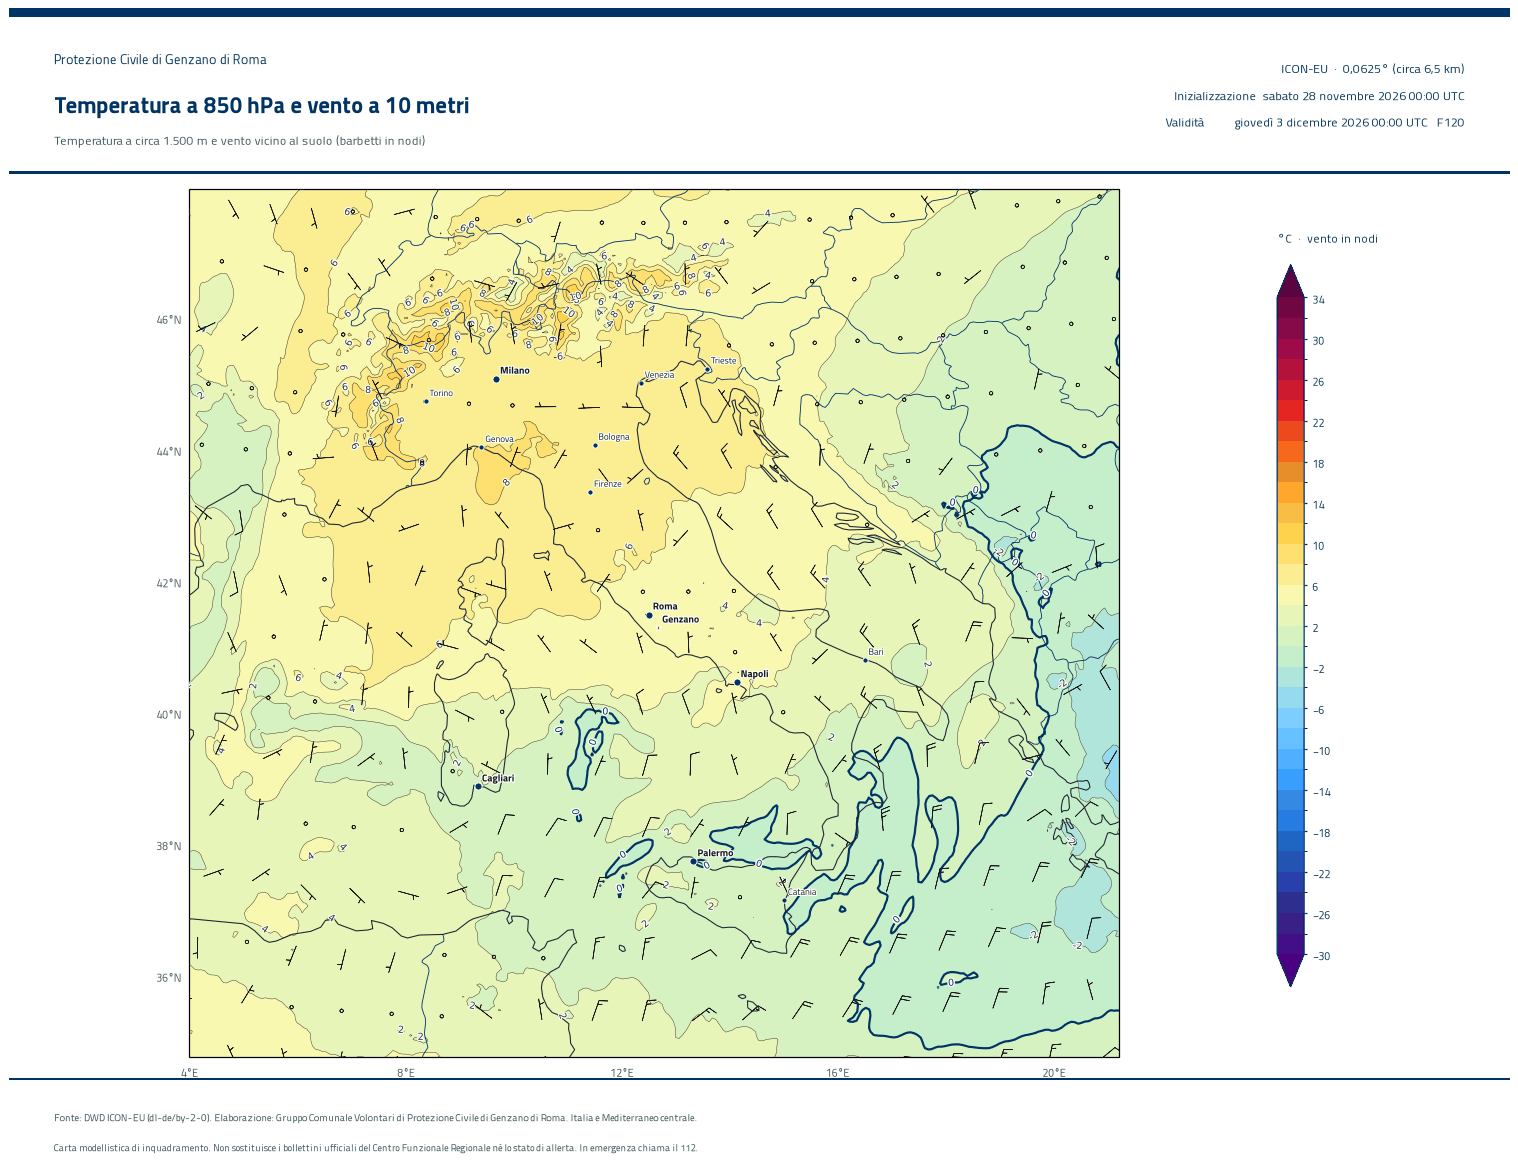 Protezione Civile di Genzano di Roma
Temperatura a 850 hPa e vento a 10 metri
Temperatura a circa 1.500 m e vento vicino al suolo (barbetti in nodi)
ICON-EU · 0,0625° (circa 6,5 km)
Inizializzazione sabato 28 novembre 2026 00:00 UTC
Validità giovedì 3 dicembre 2026 00:00 UTC F120
°C · vento in nodi
34
30
26
22
18
14
10
6
2
−2
−6
−10
−14
−18
−22
−26
−30
46°N
44°N
42°N
40°N
38°N
36°N
4°E
8°E
12°E
16°E
20°E
Milano
Torino
Venezia
Trieste
Genova
Bologna
Firenze
Roma
Genzano
Napoli
Bari
Cagliari
Palermo
Catania
Fonte: DWD ICON-EU (dl-de/by-2-0). Elaborazione: Gruppo Comunale Volontari di Protezione Civile di Genzano di Roma. Italia e Mediterraneo centrale.
Carta modellistica di inquadramento. Non sostituisce i bollettini ufficiali del Centro Funzionale Regionale né lo stato di allerta. In emergenza chiama il 112.